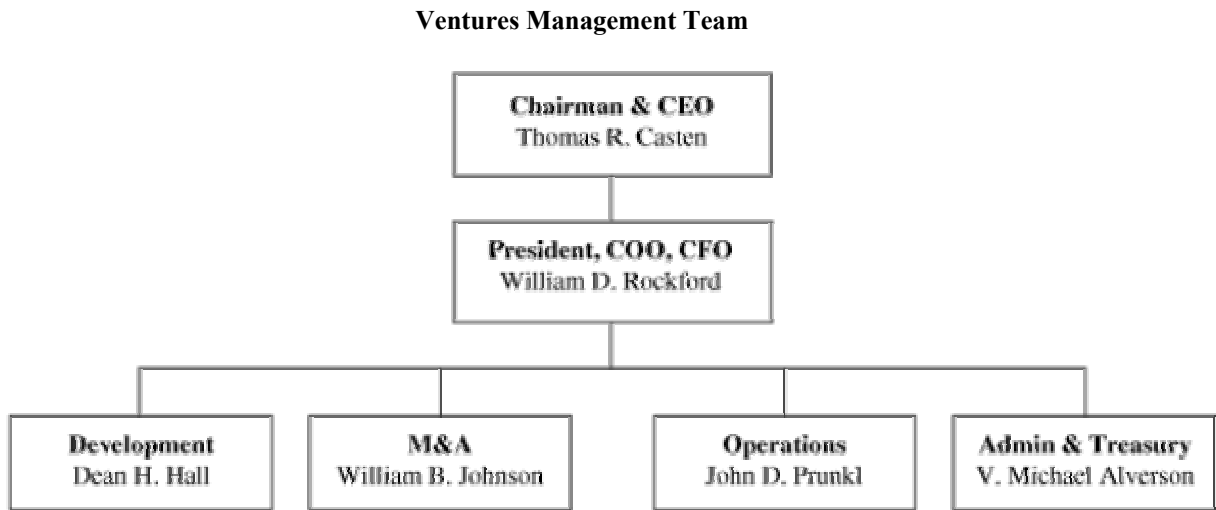 Ventures Management Team
Chairman & CEO
Thomas R. Casten
President, COO, CFO
William D. Rockford
Development
Dean H. Hall
M&A
William B. Johnson
Operations
John D. Prunkl
Admin & Treasury
V. Michael Alverson